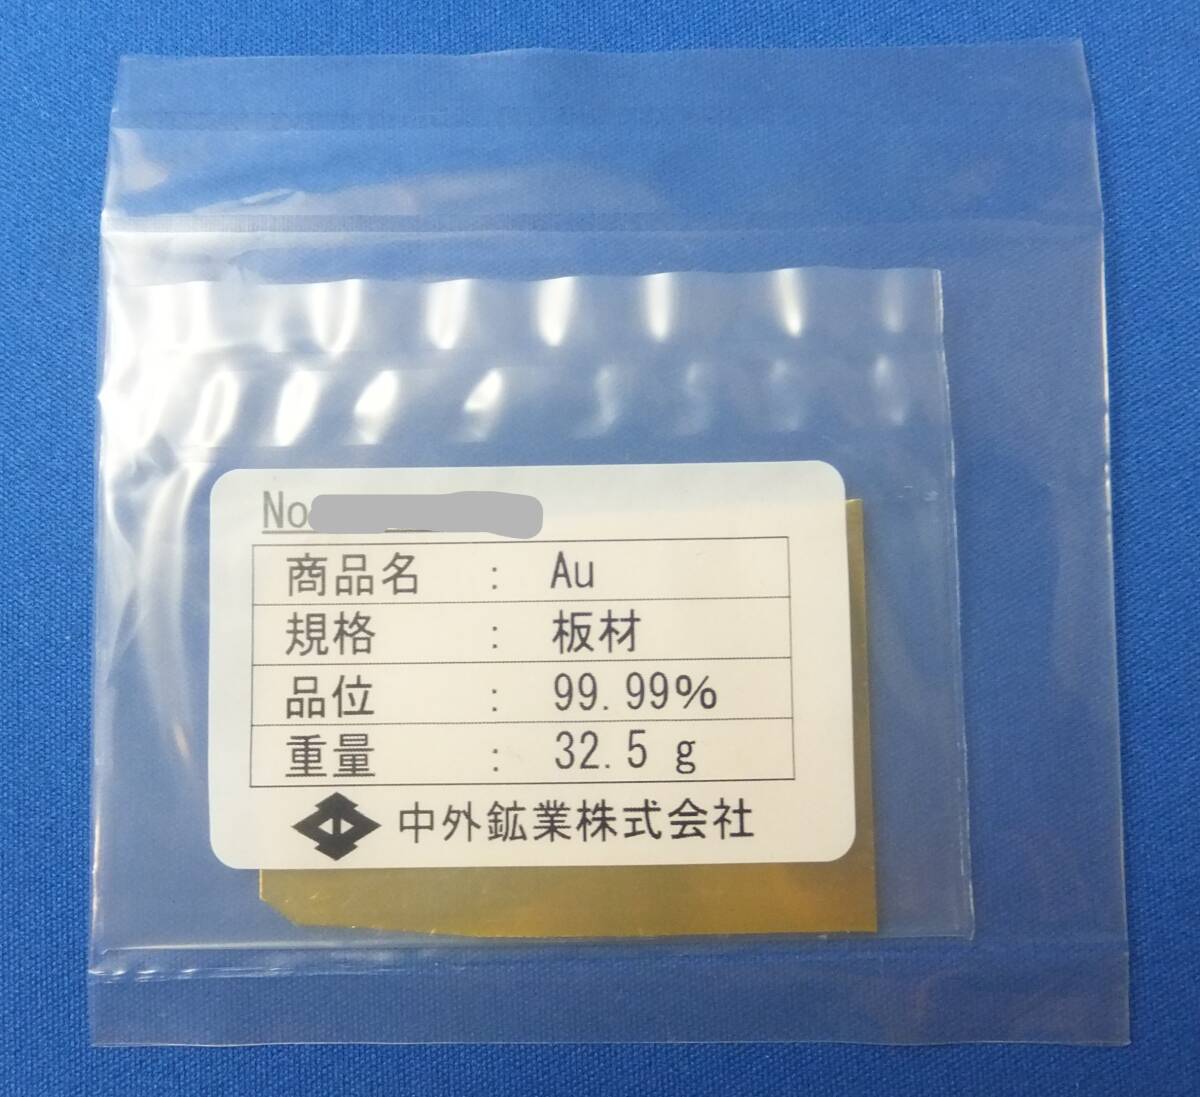 No
商品名 : Au
規格 : 板材
品位 : 99.99%
重量 : 32.5 g
中外鉱業株式会社